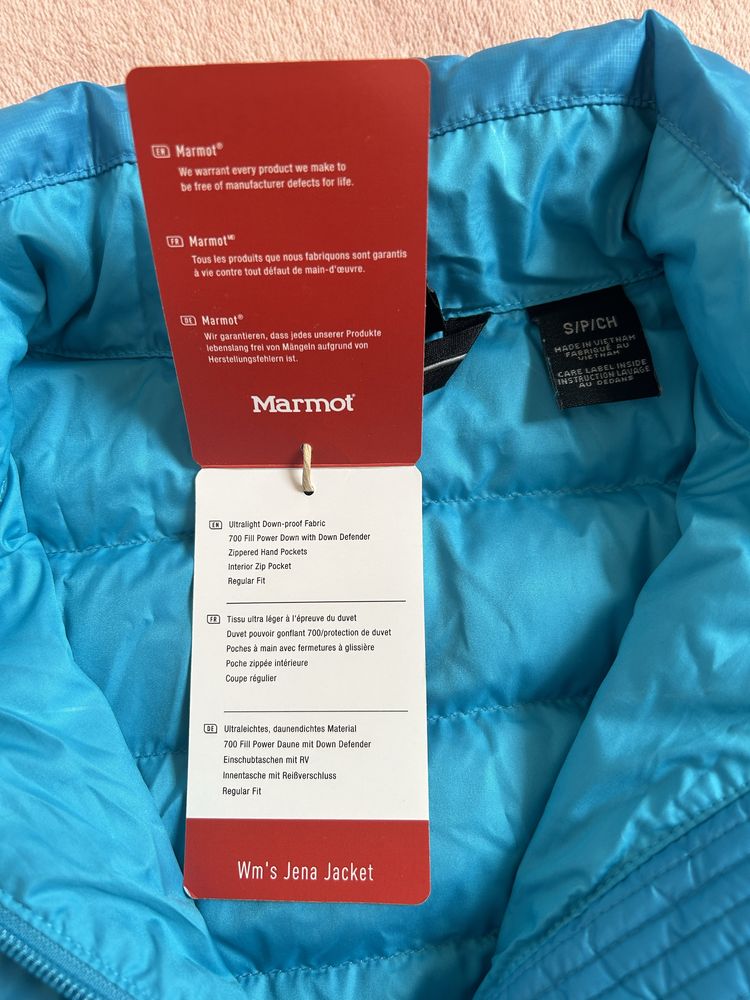 EN Marmot®
We warrant every product we make to
be free of manufacturer defects for life.
FR Marmot MD
Tous les produits que nous fabriquons sont garantis
à vie contre tout défaut de main-d'œuvre.
DE Marmot®
Wir garantieren, dass jedes unserer Produkte
lebenslang frei von Mängeln aufgrund von
Herstellungsfehlern ist.
Marmot®
EN Ultralight Down-proof Fabric
700 Fill Power Down with Down Defender
Zippered Hand Pockets
Interior Zip Pocket
Regular Fit
FR Tissu ultra léger à l'épreuve du duvet
Duvet pouvoir gonflant 700/protection de duvet
Poches à main avec fermetures à glissière
Poche zippée intérieure
Coupe régulier
DE Ultraleichtes, daunendichtes Material
700 Fill Power Daune mit Down Defender
Einschubtaschen mit RV
Innentasche mit Reißverschluss
Regular Fit
Wm's Jena Jacket
S/P/CH
MADE IN VIETNAM
FABRIQUÉ AU
VIETNAM
CARE LABEL INSIDE
INSTRUCTION LAVAGE
AU DEDANS